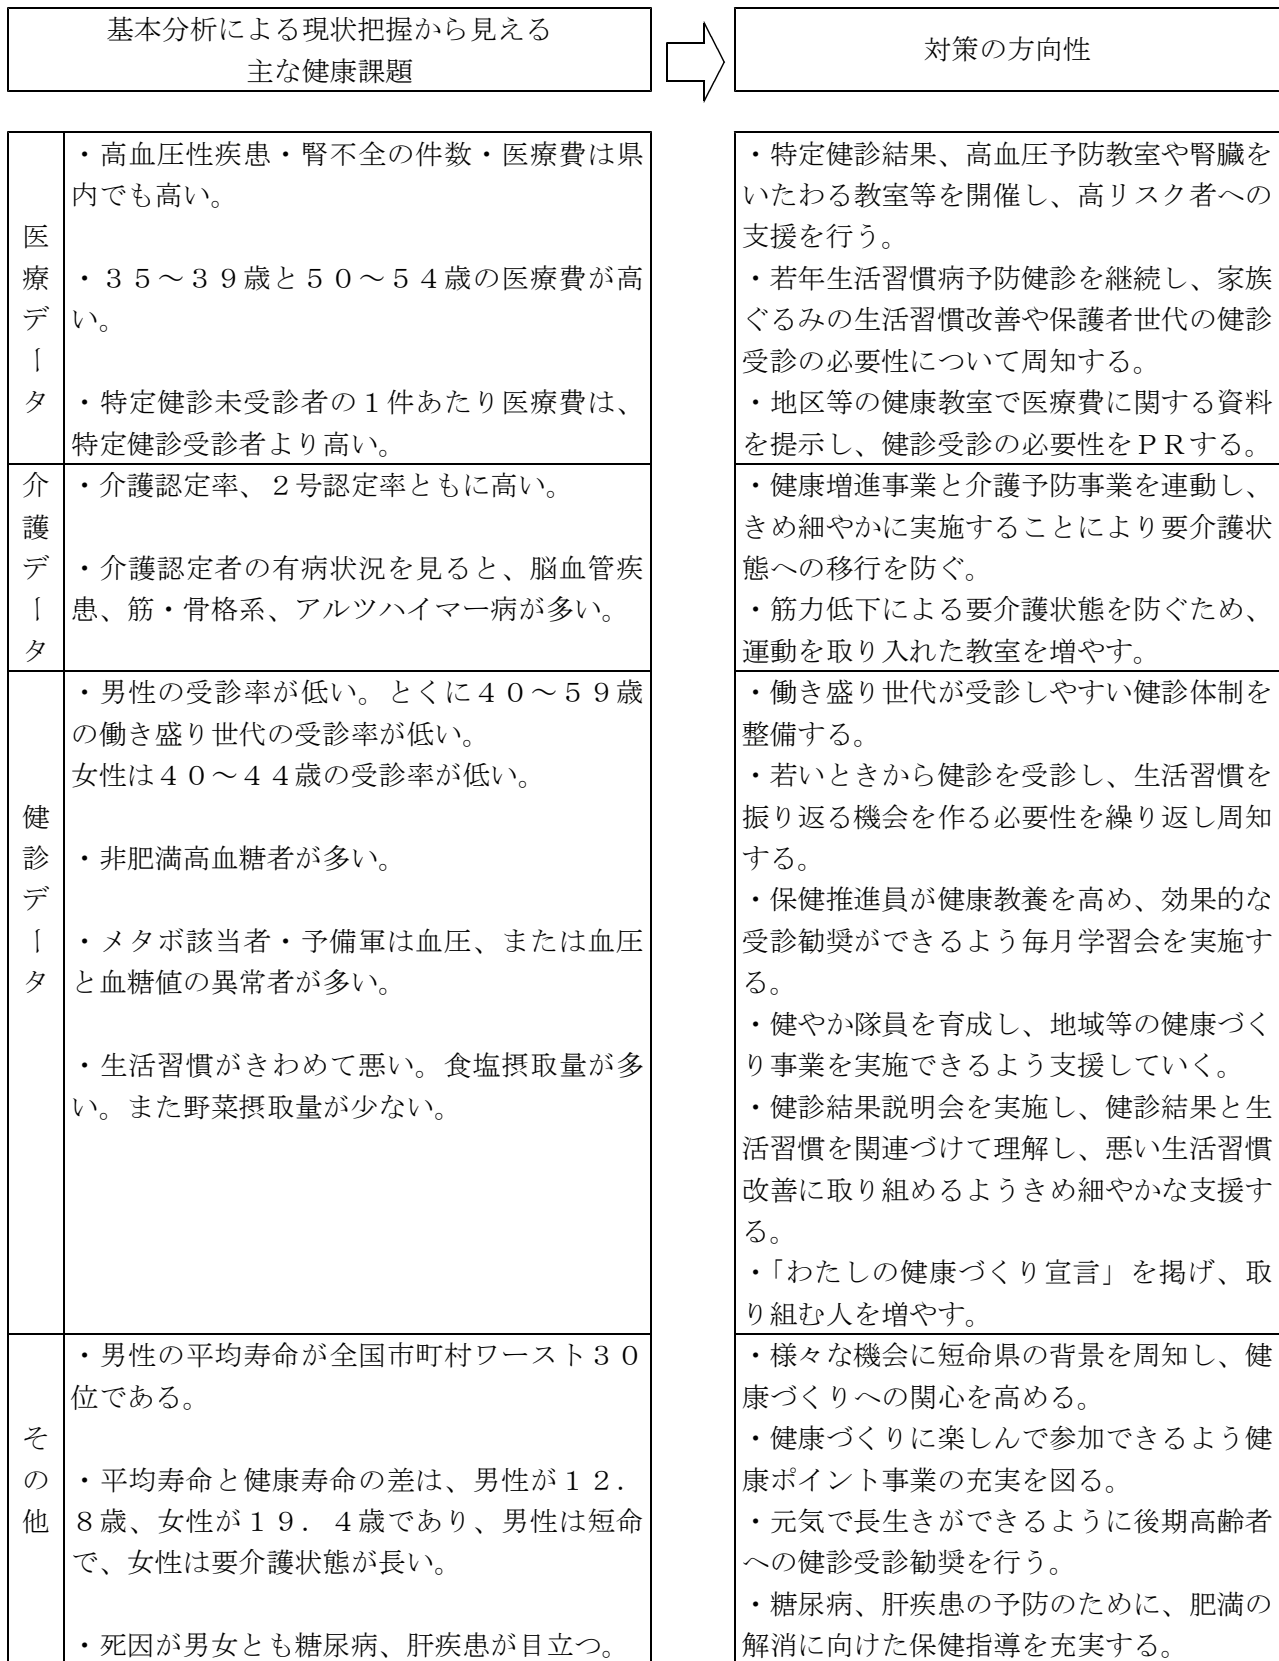 基本分析による現状把握から見える
主な健康課題
対策の方向性
医療データ
・高血圧性疾患・腎不全の件数・医療費は県
内でも高い。
・３５～３９歳と５０～５４歳の医療費が高
い。
・特定健診未受診者の１件あたり医療費は、
特定健診受診者より高い。
・特定健診結果、高血圧予防教室や腎臓を
いたわる教室等を開催し、高リスク者への
支援を行う。
・若年生活習慣病予防健診を継続し、家族
ぐるみの生活習慣改善や保護者世代の健診
受診の必要性について周知する。
・地区等の健康教室で医療費に関する資料
を提示し、健診受診の必要性をＰＲする。
介護データ
・介護認定率、２号認定率ともに高い。
・介護認定者の有病状況を見ると、脳血管疾
患、筋・骨格系、アルツハイマー病が多い。
・健康増進事業と介護予防事業を連動し、
きめ細やかに実施することにより要介護状
態への移行を防ぐ。
・筋力低下による要介護状態を防ぐため、
運動を取り入れた教室を増やす。
健診データ
・男性の受診率が低い。とくに４０～５９歳
の働き盛り世代の受診率が低い。
女性は４０～４４歳の受診率が低い。
・非肥満高血糖者が多い。
・メタボ該当者・予備軍は血圧、または血圧
と血糖値の異常者が多い。
・生活習慣がきわめて悪い。食塩摂取量が多
い。また野菜摂取量が少ない。
・働き盛り世代が受診しやすい健診体制を
整備する。
・若いときから健診を受診し、生活習慣を
振り返る機会を作る必要性を繰り返し周知
する。
・保健推進員が健康教養を高め、効果的な
受診勧奨ができるよう毎月学習会を実施す
る。
・健やか隊員を育成し、地域等の健康づく
り事業を実施できるよう支援していく。
・健診結果説明会を実施し、健診結果と生
活習慣を関連づけて理解し、悪い生活習慣
改善に取り組めるようきめ細やかな支援す
る。
・「わたしの健康づくり宣言」を掲げ、取
り組む人を増やす。
その他
・男性の平均寿命が全国市町村ワースト３０
位である。
・平均寿命と健康寿命の差は、男性が１２．
８歳、女性が１９．４歳であり、男性は短命
で、女性は要介護状態が長い。
・死因が男女とも糖尿病、肝疾患が目立つ。
・様々な機会に短命県の背景を周知し、健
康づくりへの関心を高める。
・健康づくりに楽しんで参加できるよう健
康ポイント事業の充実を図る。
・元気で長生きができるように後期高齢者
への健診受診勧奨を行う。
・糖尿病、肝疾患の予防のために、肥満の
解消に向けた保健指導を充実する。